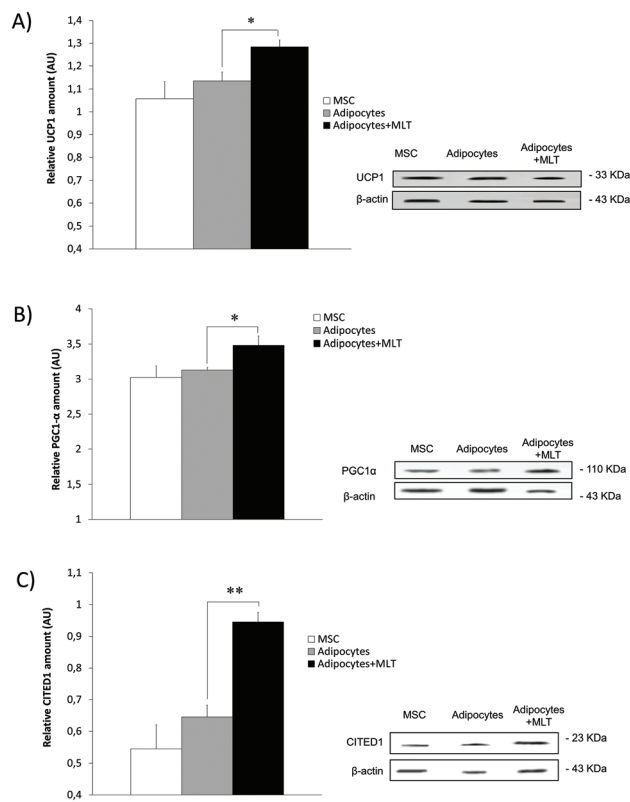 A)
Relative UCP1 amount (AU)
1,4
1,3
1,2
1,1
1
0,9
0,8
0,7
0,6
0,5
0,4
*
MSC
Adipocytes
Adipocytes+MLT
MSC Adipocytes Adipocytes
+MLT
UCP1 - 33 KDa
β-actin - 43 KDa
B)
Relative PGC1-α amount (AU)
4
3,5
3
2,5
2
1,5
1
*
MSC
Adipocytes
Adipocytes+MLT
MSC Adipocytes Adipocytes
+MLT
PGC1α - 110 KDa
β-actin - 43 KDa
C)
Relative CITED1 amount (AU)
1,1
1
0,9
0,8
0,7
0,6
0,5
0,4
**
MSC
Adipocytes
Adipocytes+MLT
MSC Adipocytes Adipocytes
+MLT
CITED1 - 23 KDa
β-actin - 43 KDa